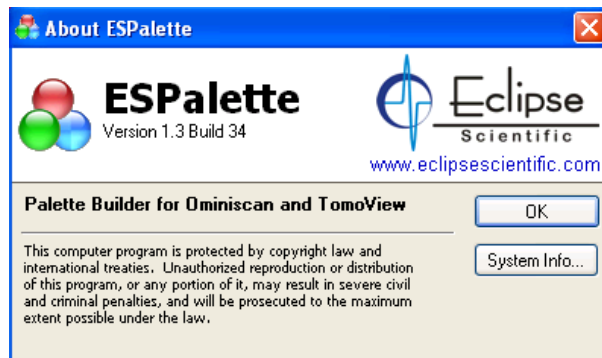 About ESPalette
ESPalette
Version 1.3 Build 34
Eclipse
Scientific
www.eclipsescientific.com
Palette Builder for Ominiscan and TomoView
OK
System Info...
This computer program is protected by copyright law and
international treaties. Unauthorized reproduction or distribution
of this program, or any portion of it, may result in severe civil
and criminal penalties, and will be prosecuted to the maximum
extent possible under the law.